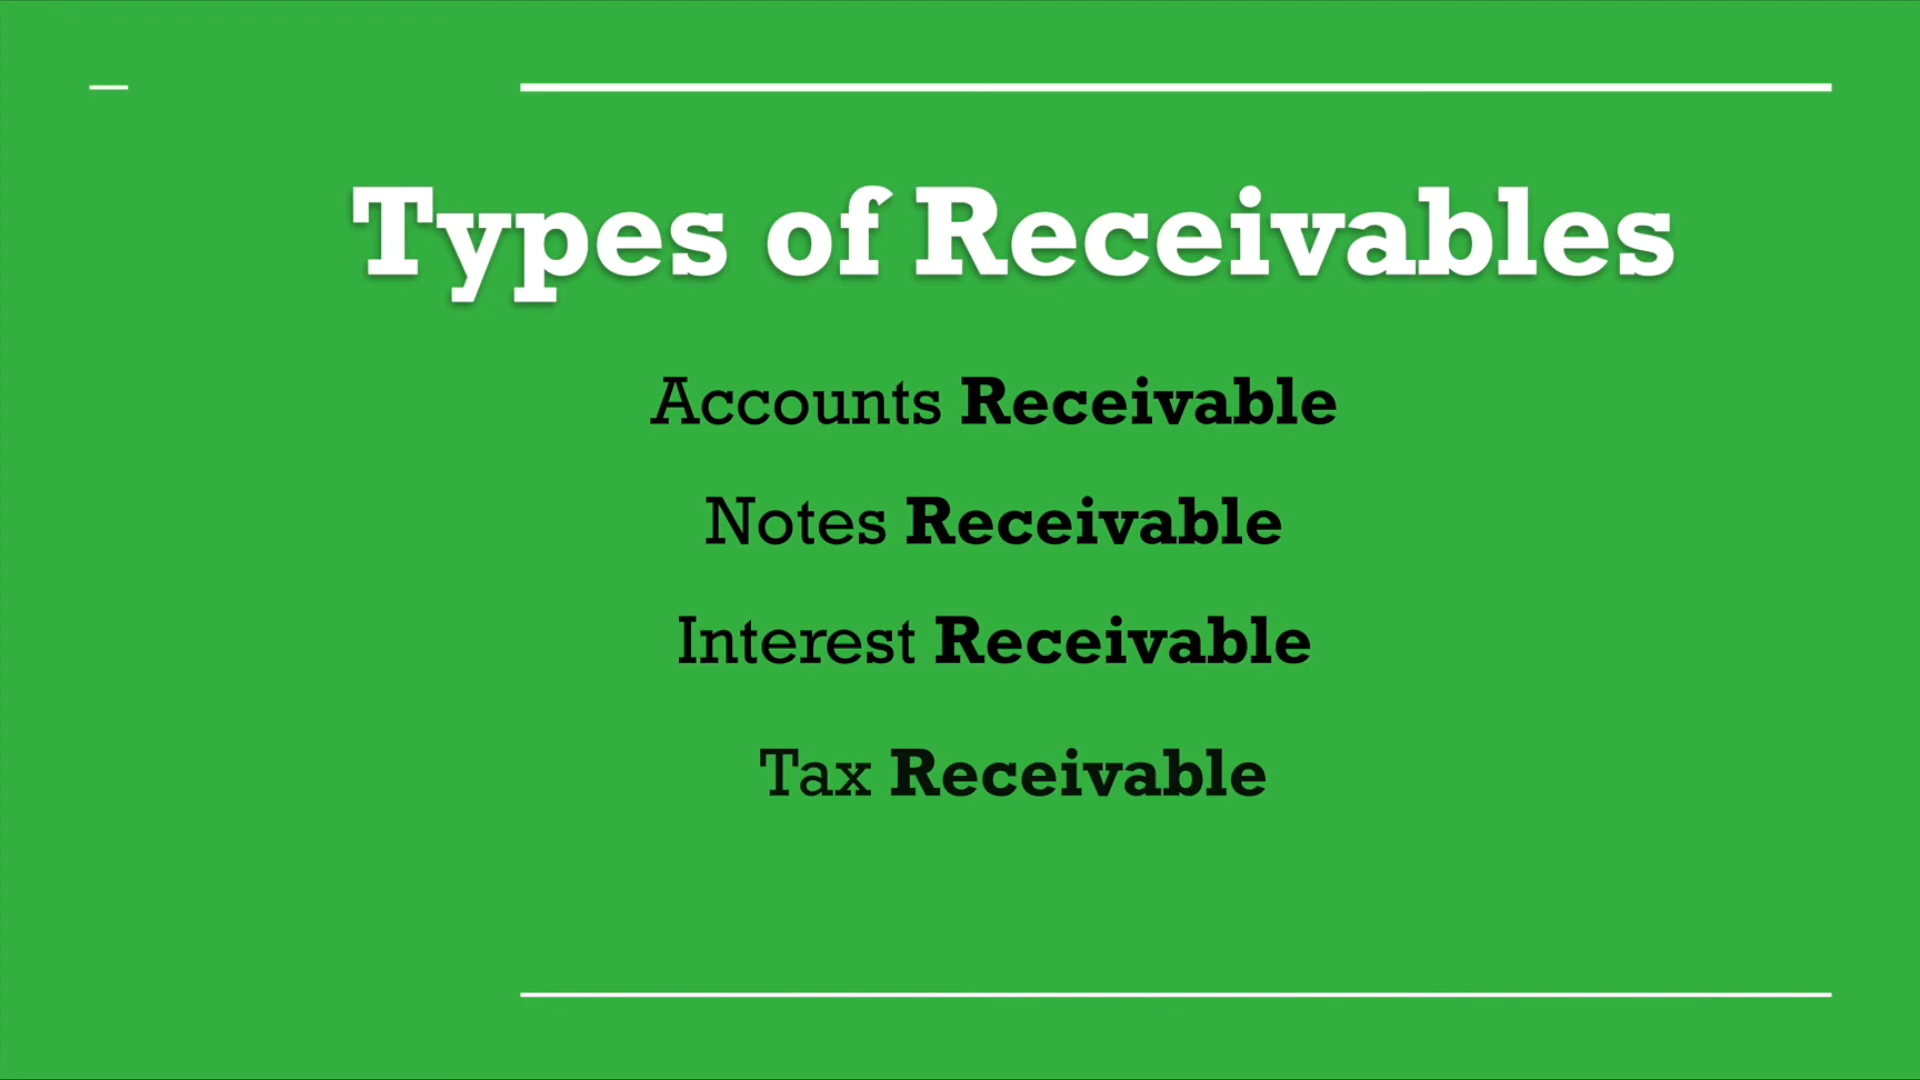 Types of Receivables
Accounts Receivable
Notes Receivable
Interest Receivable
Tax Receivable